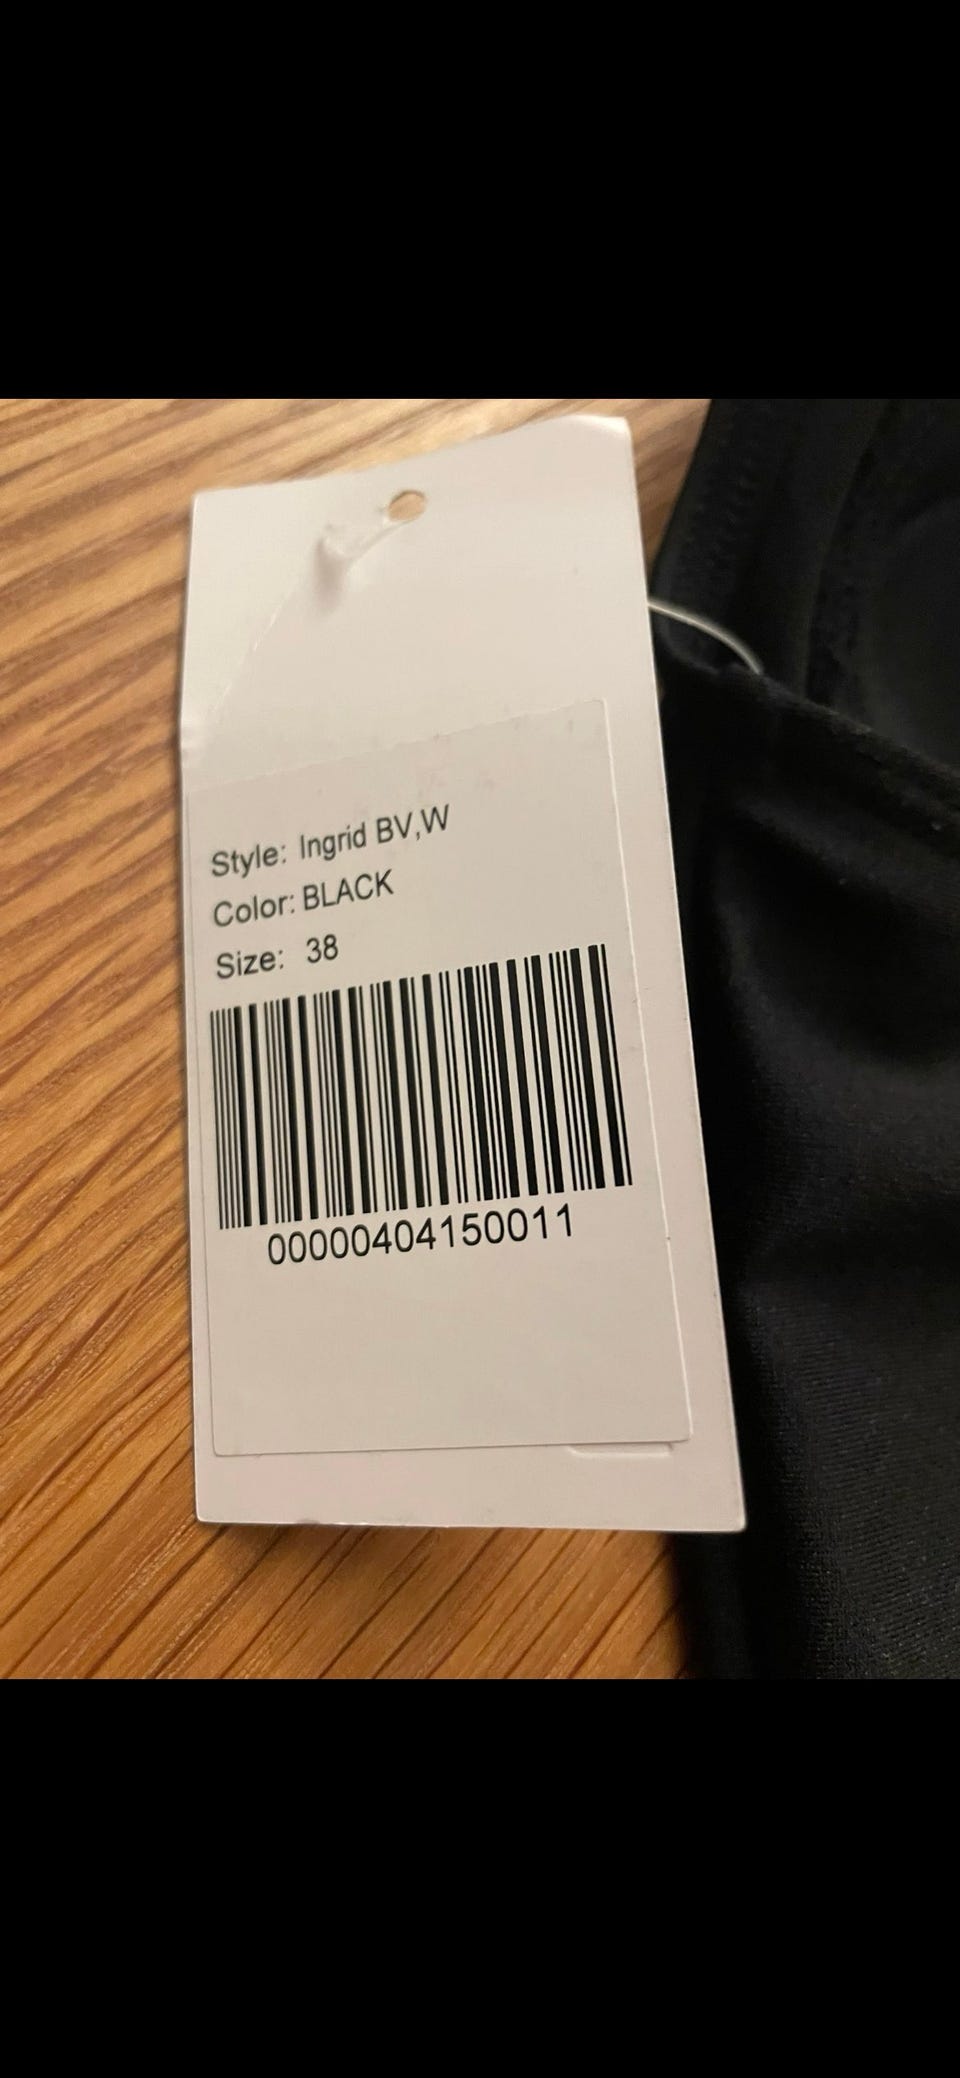 Style: Ingrid BV,W
Color: BLACK
Size: 38
00000404150011